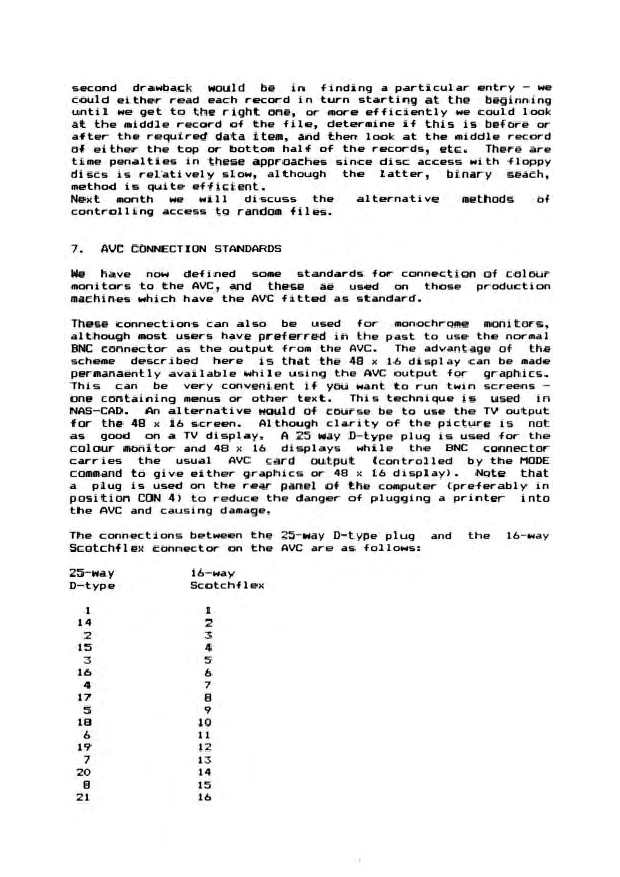 second drawback would be in finding a particular entry - we
could either read each record in turn starting at the beginning
until we get to the right one, or more efficiently we could look
at the middle record of the file, determine if this is before or
after the required data item, and then look at the middle record
of either the top or bottom half of the records, etc. There are
time penalties in these approaches since disc access with floppy
discs is relatively slow, although the latter, binary seach,
method is quite efficient.
Next month we will discuss the alternative methods of
controlling access to random files.
7. AVC CONNECTION STANDARDS
We have now defined some standards for connection of colour
monitors to the AVC, and these ae used on those production
machines which have the AVC fitted as standard.
These connections can also be used for monochrome monitors,
although most users have preferred in the past to use the normal
BNC connector as the output from the AVC. The advantage of the
scheme described here is that the 48 x 16 display can be made
permanaently available while using the AVC output for graphics.
This can be very convenient if you want to run twin screens -
one containing menus or other text. This technique is used in
NAS-CAD. An alternative would of course be to use the TV output
for the 48 x 16 screen. Although clarity of the picture is not
as good on a TV display. A 25 way D-type plug is used for the
colour monitor and 48 x 16 displays while the BNC connector
carries the usual AVC card output (controlled by the MODE
command to give either graphics or 48 x 16 display). Note that
a plug is used on the rear panel of the computer (preferably in
position CON 4) to reduce the danger of plugging a printer into
the AVC and causing damage.
The connections between the 25-way D-type plug and the 16-way
Scotchflex connector on the AVC are as follows:
25-way 16-way
D-type Scotchflex
1 1
14 2
2 3
15 4
3 5
16 6
4 7
17 8
5 9
18 10
6 11
19 12
7 13
20 14
8 15
21 16